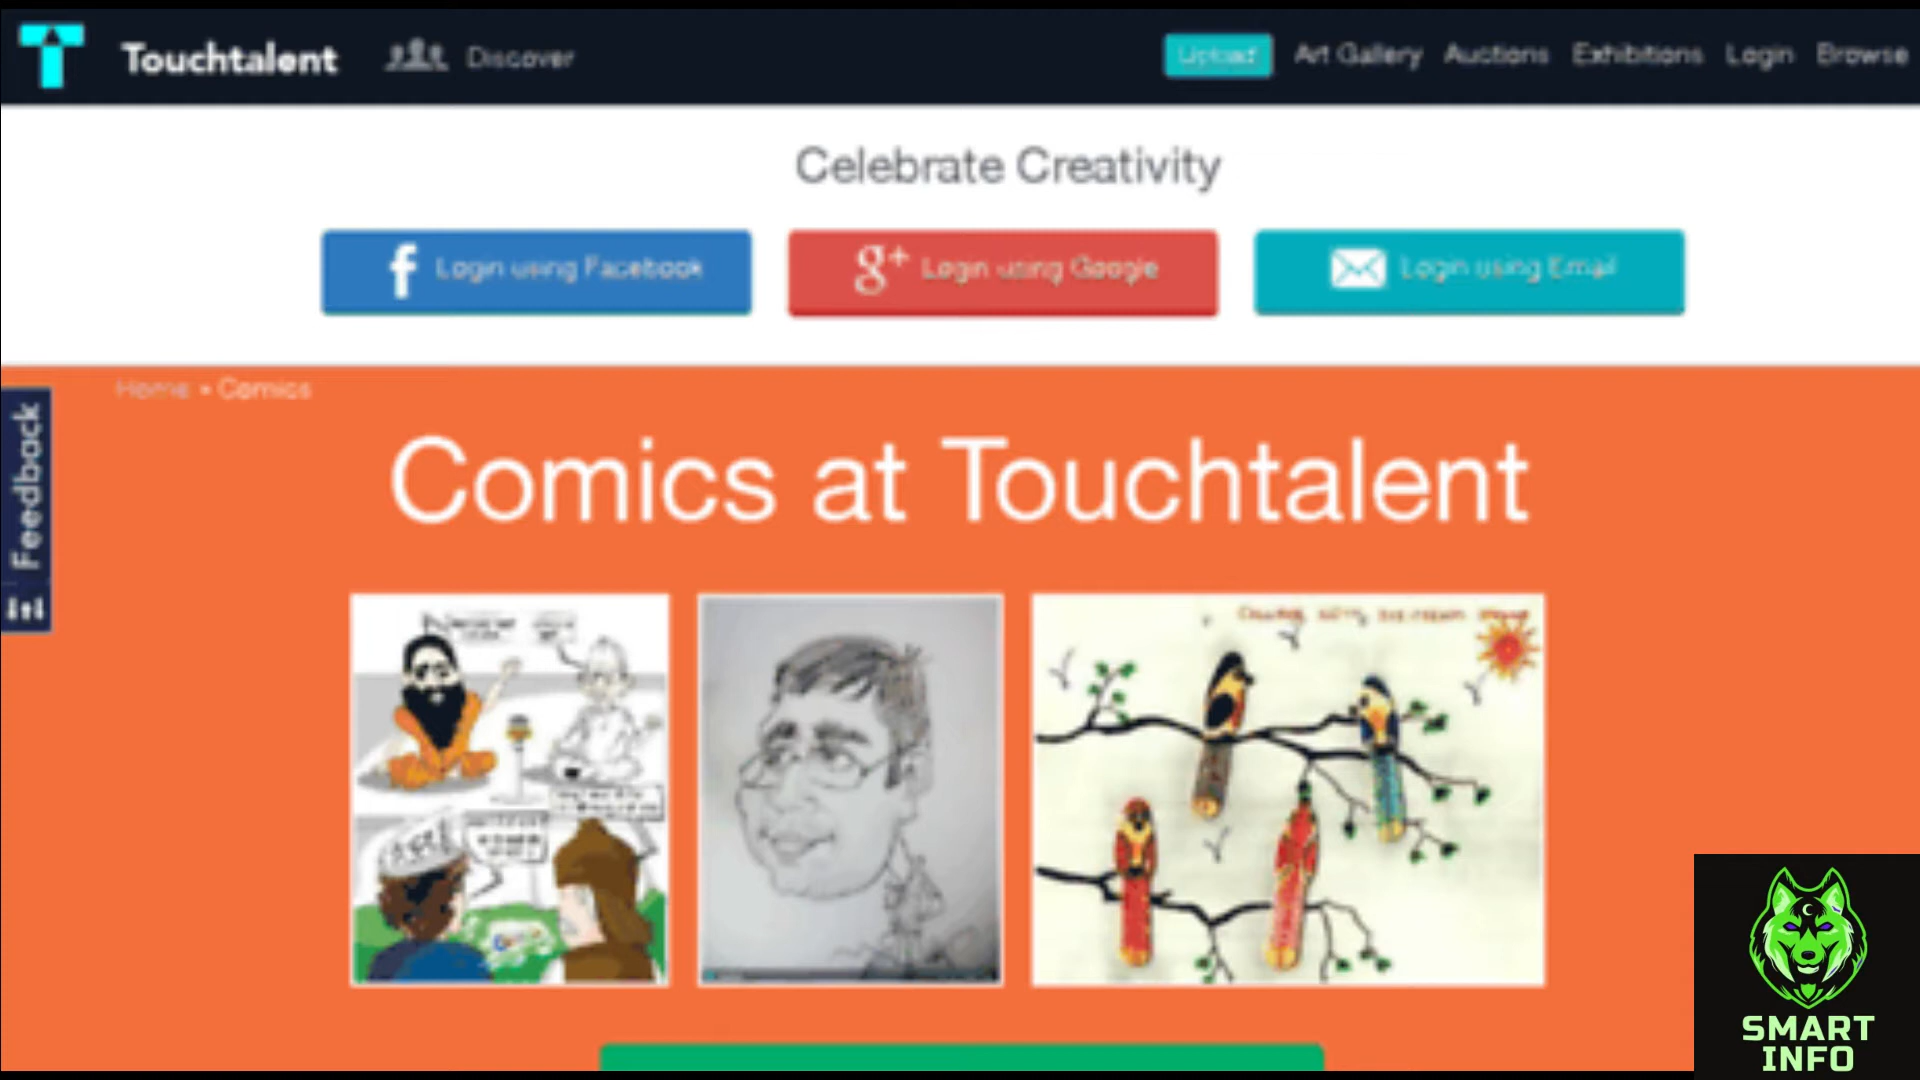 Touchtalent
Discover
Upload
Art Gallery
Auctions
Exhibitions
Login
Browse
Celebrate Creativity
f Login using Facebook
g+ Login using Google
Login using Email
Home • Comics
Feedback
Comics at Touchtalent
SMART
INFO